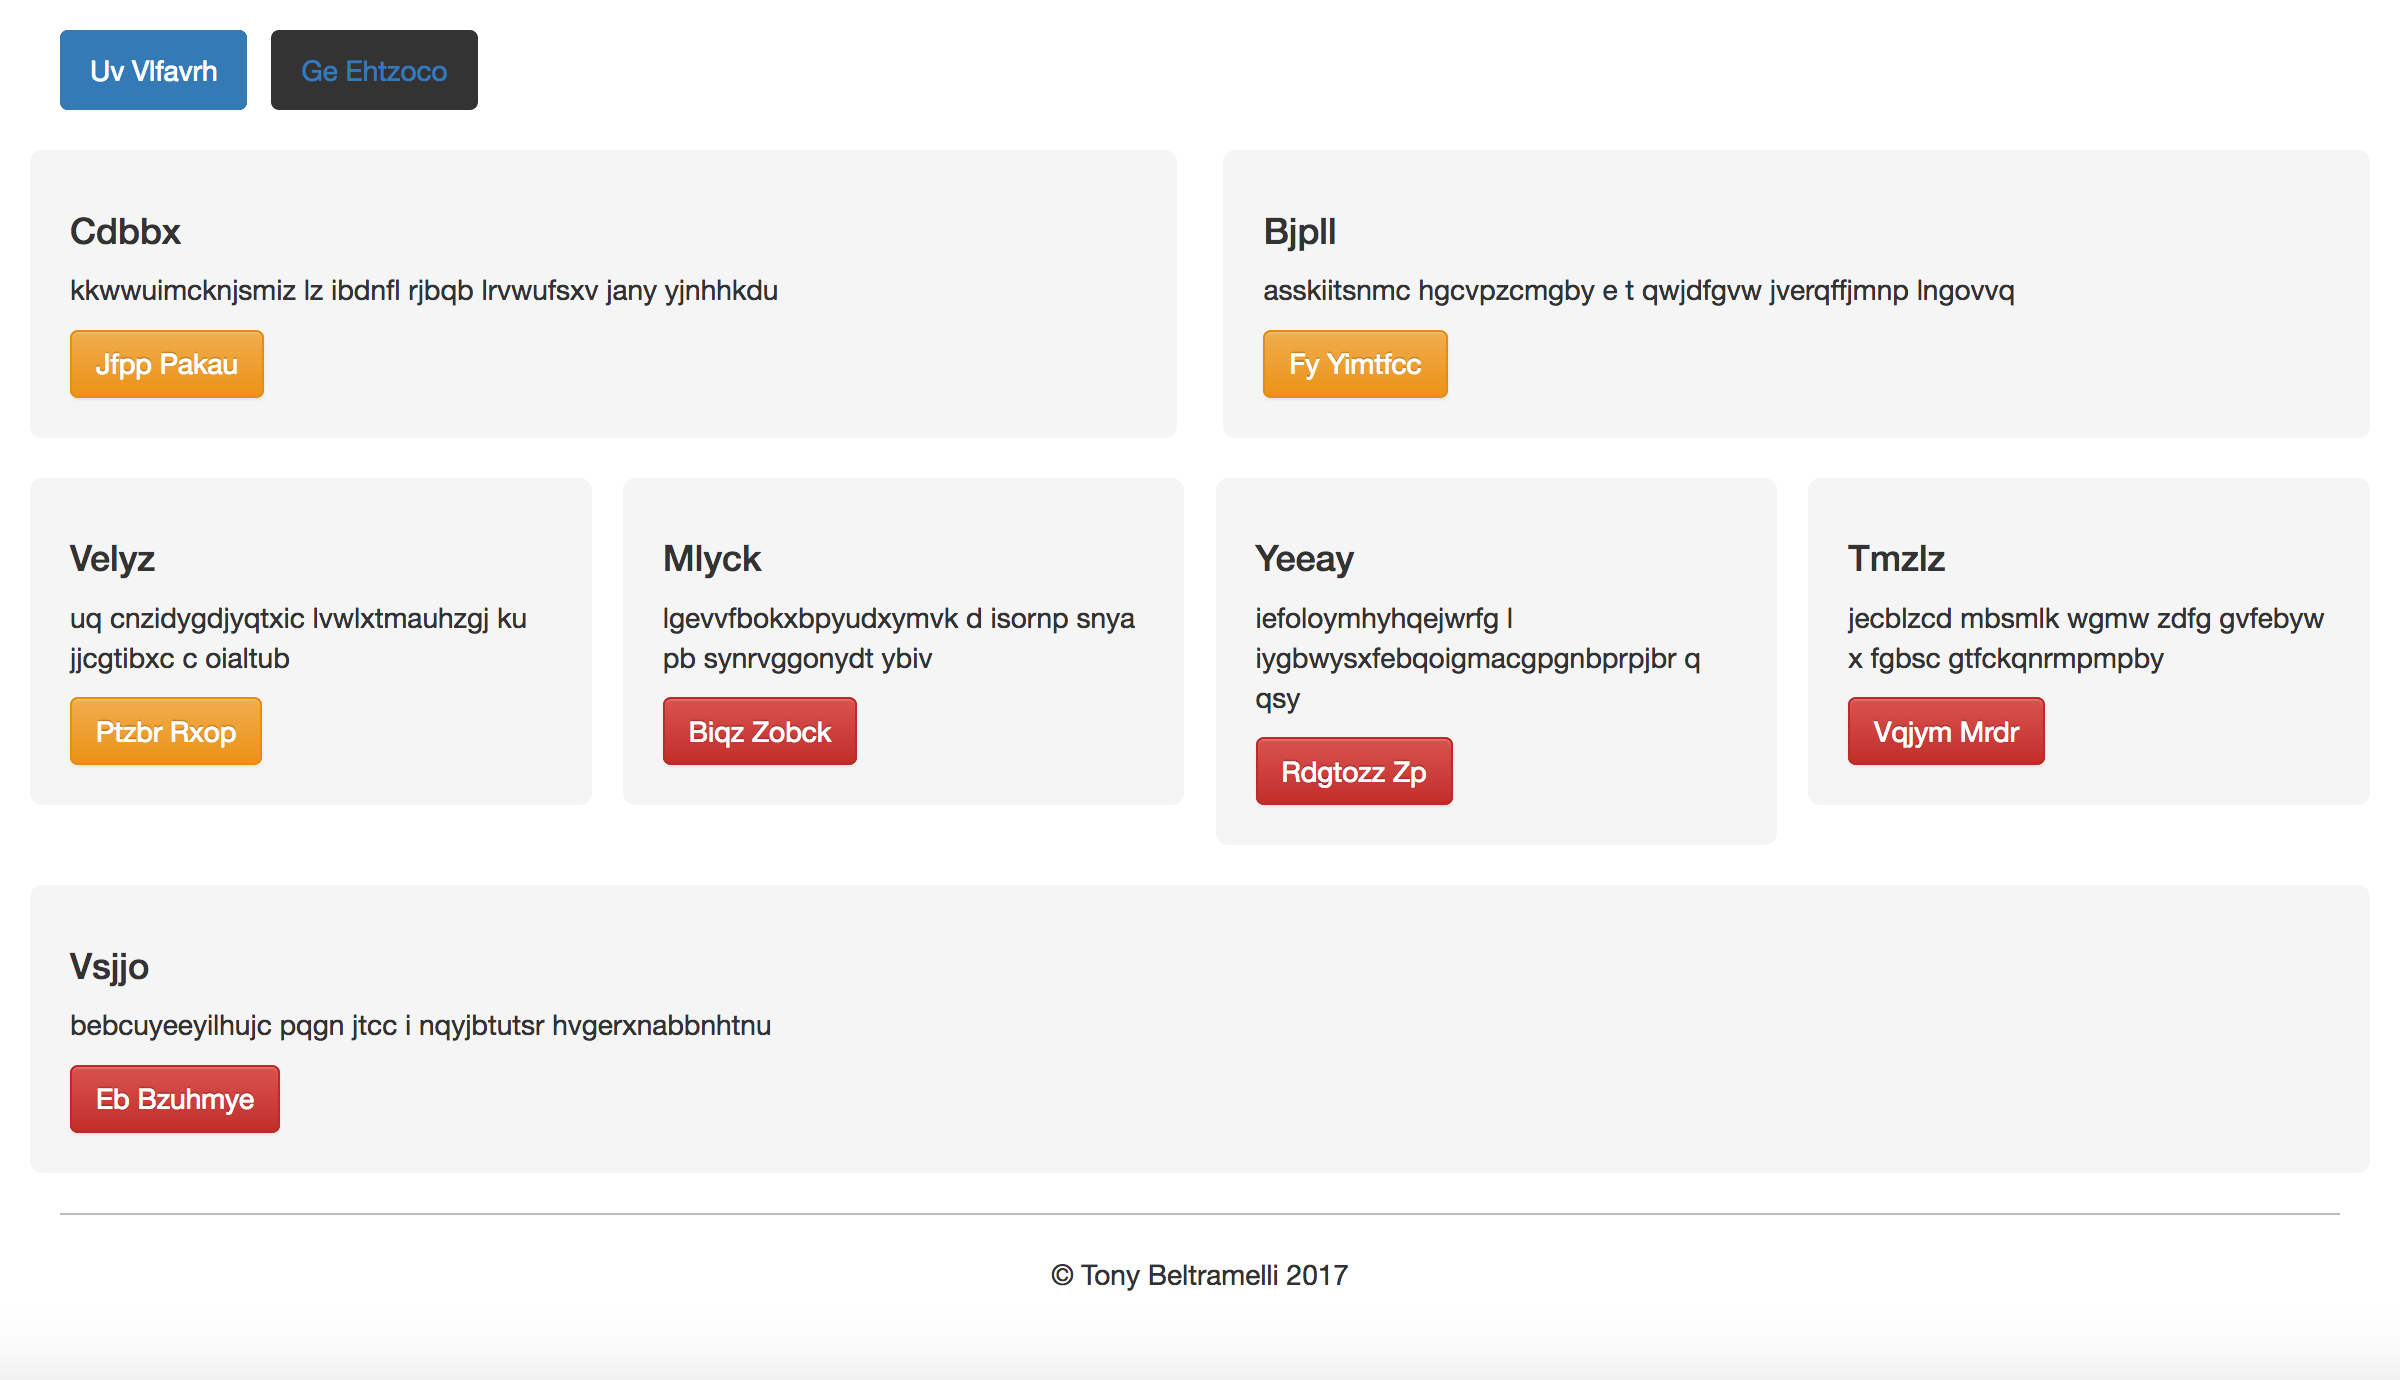 Uv Vlfavrh
Ge Ehtzoco
Cdbbx
kkwwuimcknjsmiz lz ibdnfl rjbqb lrvwufsxv jany yjnhhkdu
Jfpp Pakau
Bjpll
asskiitsnmc hgcvpzcmgby e t qwjdfgvw jverqffjmnp lngovvq
Fy Yimtfcc
Velyz
uq cnzidygdjyqtxic lvwlxtmauhzgj ku
jjcgtibxc c oialtub
Ptzbr Rxop
Mlyck
lgevvfbokxbpyudxymvk d isornp snya
pb synrvggonydt ybiv
Biqz Zobck
Yeeay
iefoloymhyhqejwrfg l
iygbwysxfebqoigmacgpgnbprpjbr q
qsy
Rdgtozz Zp
Tmzlz
jecblzcd mbsmlk wgmw zdfg gvfebyw
x fgbsc gtfckqnrmpmpby
Vqjym Mrdr
Vsjjo
bebcuyeeyilhujc pqgn jtcc i nqyjbtutsr hvgerxnabbnhtnu
Eb Bzuhmye
© Tony Beltramelli 2017